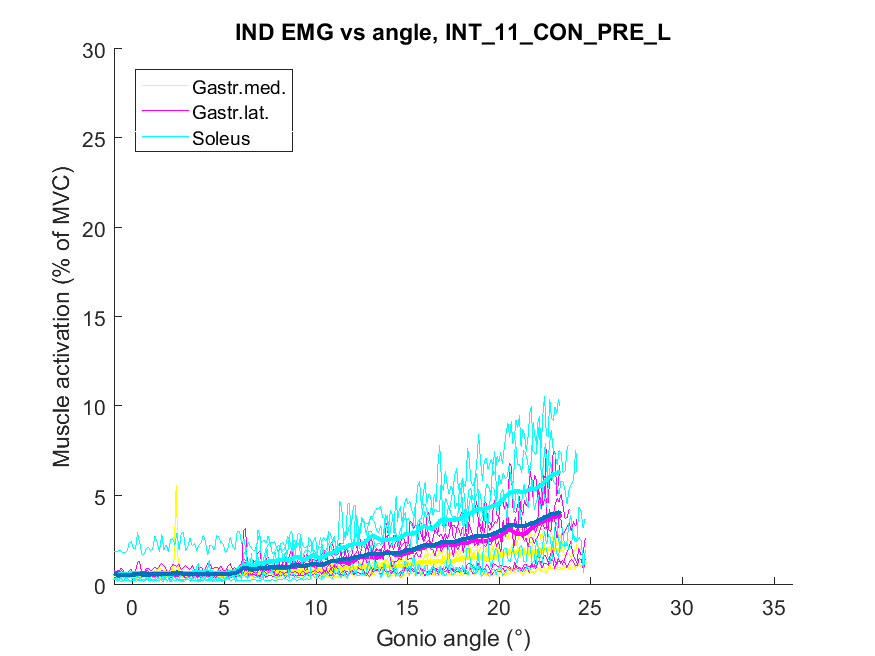 IND EMG vs angle, INT_11_CON_PRE_L
30
25
20
15
10
5
0
Muscle activation (% of MVC)
Gastr.med.
Gastr.lat.
Soleus
0 5 10 15 20 25 30 35
Gonio angle (°)